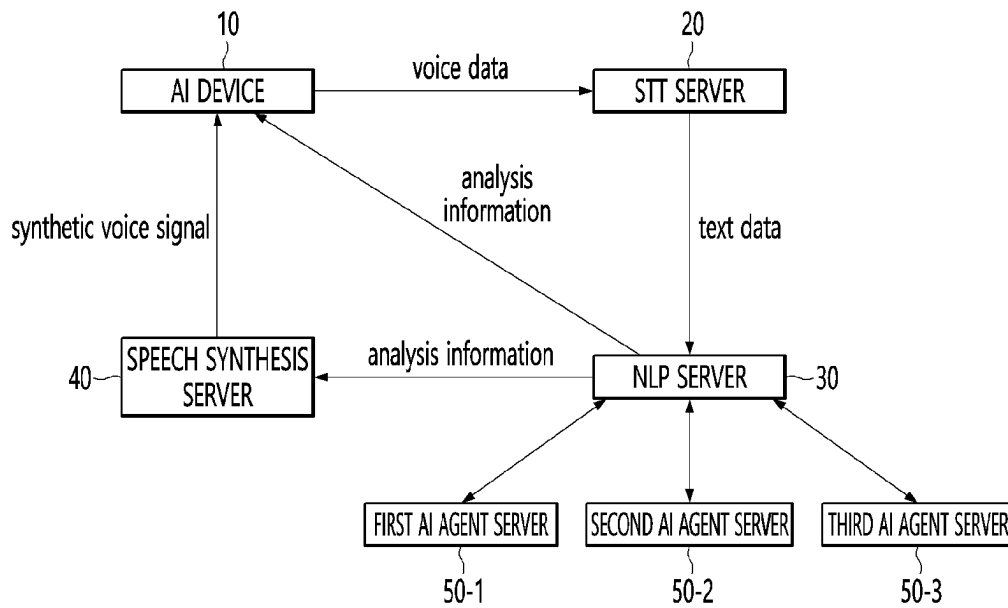 10
20
AI DEVICE
voice data
STT SERVER
analysis
information
synthetic voice signal
text data
40
SPEECH SYNTHESIS
SERVER
analysis information
NLP SERVER
30
FIRST AI AGENT SERVER
SECOND AI AGENT SERVER
THIRD AI AGENT SERVER
50-1
50-2
50-3